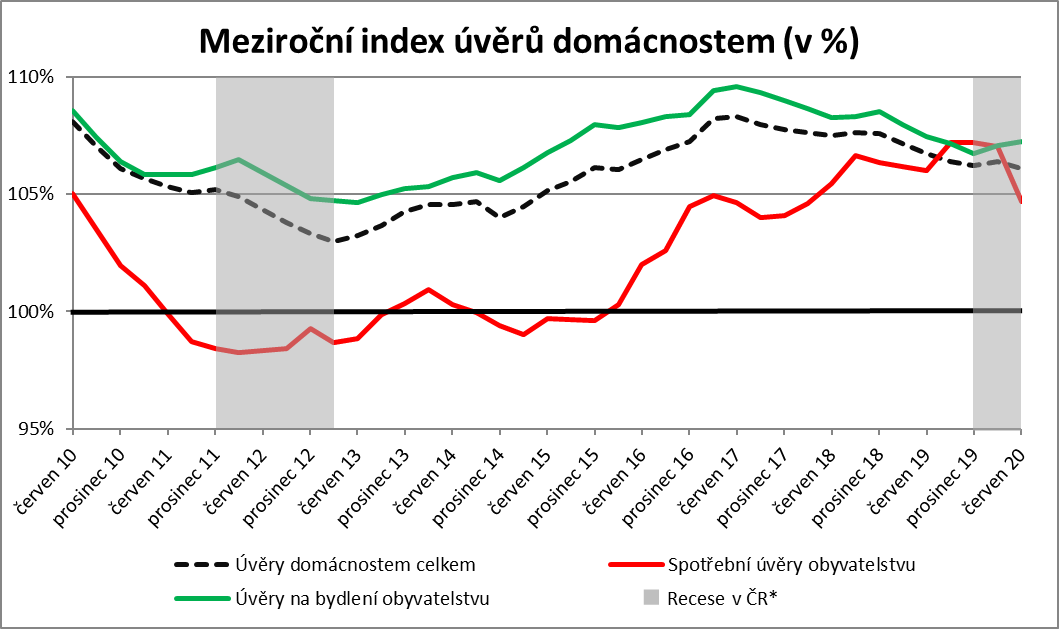 Meziroční index úvěrů domácnostem (v %)
110%
105%
100%
95%
červen 10
prosinec 10
červen 11
prosinec 11
červen 12
prosinec 12
červen 13
prosinec 13
červen 14
prosinec 14
červen 15
prosinec 15
červen 16
prosinec 16
červen 17
prosinec 17
červen 18
prosinec 18
červen 19
prosinec 19
červen 20
Úvěry domácnostem celkem
Spotřební úvěry obyvatelstvu
Úvěry na bydlení obyvatelstvu
Recese v ČR*